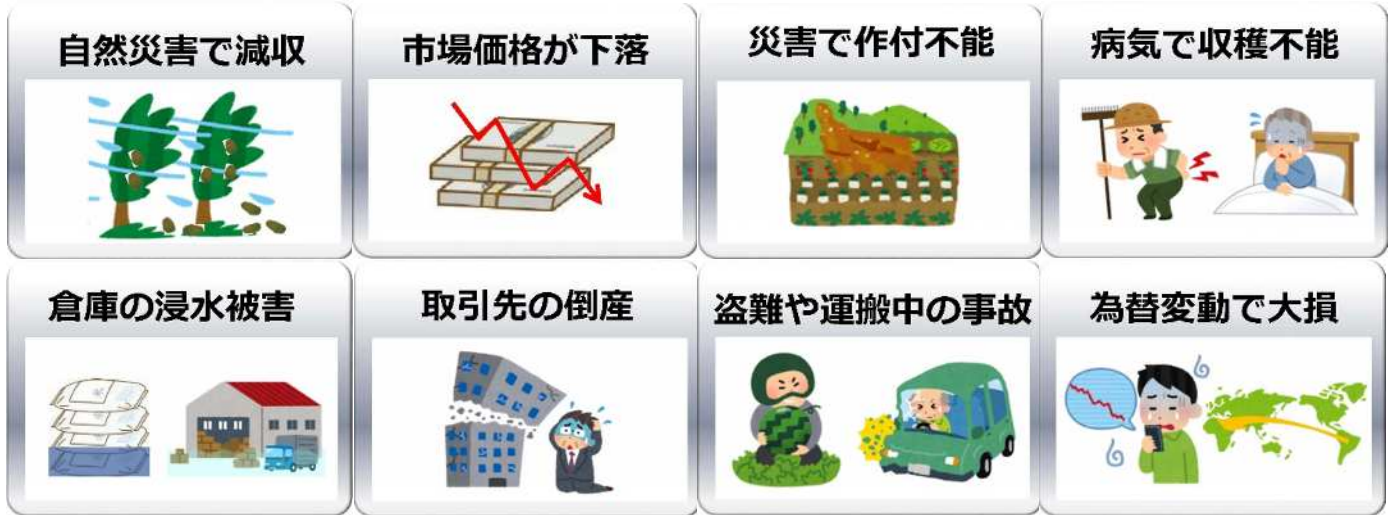 自然災害で減収
市場価格が下落
災害で作付不能
病気で収穫不能
倉庫の浸水被害
取引先の倒産
盗難や運搬中の事故
為替変動で大損